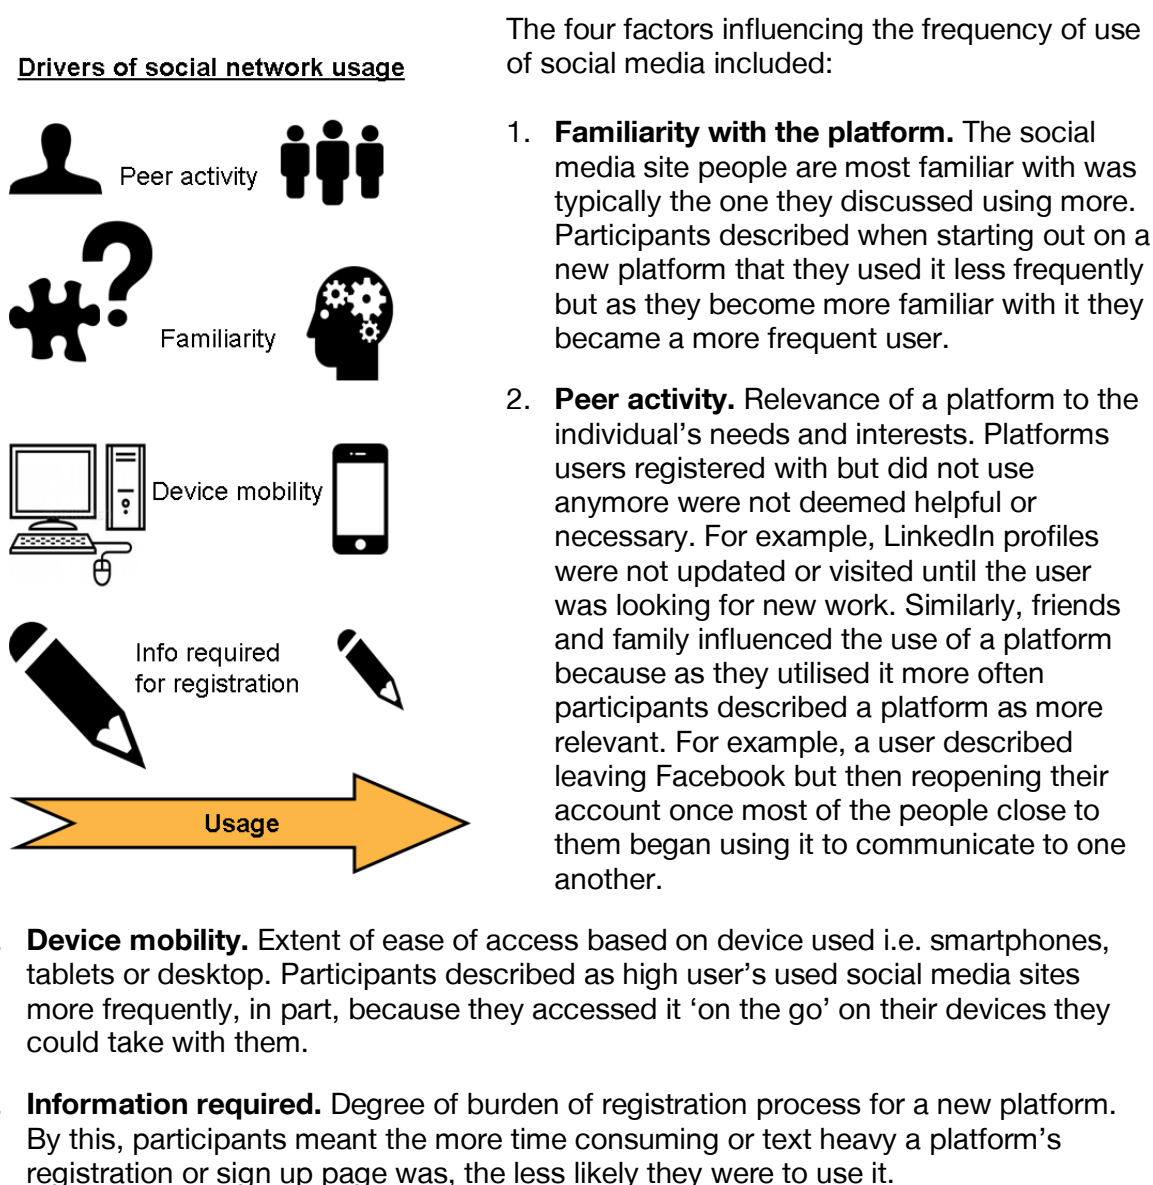 Drivers of social network usage
Peer activity
Familiarity
Device mobility
Info required
for registration
Usage
The four factors influencing the frequency of use
of social media included:
1. Familiarity with the platform. The social
media site people are most familiar with was
typically the one they discussed using more.
Participants described when starting out on a
new platform that they used it less frequently
but as they become more familiar with it they
became a more frequent user.
2. Peer activity. Relevance of a platform to the
individual’s needs and interests. Platforms
users registered with but did not use
anymore were not deemed helpful or
necessary. For example, LinkedIn profiles
were not updated or visited until the user
was looking for new work. Similarly, friends
and family influenced the use of a platform
because as they utilised it more often
participants described a platform as more
relevant. For example, a user described
leaving Facebook but then reopening their
account once most of the people close to
them began using it to communicate to one
another.
Device mobility. Extent of ease of access based on device used i.e. smartphones,
tablets or desktop. Participants described as high user’s used social media sites
more frequently, in part, because they accessed it ‘on the go’ on their devices they
could take with them.
Information required. Degree of burden of registration process for a new platform.
By this, participants meant the more time consuming or text heavy a platform’s
registration or sign up page was, the less likely they were to use it.